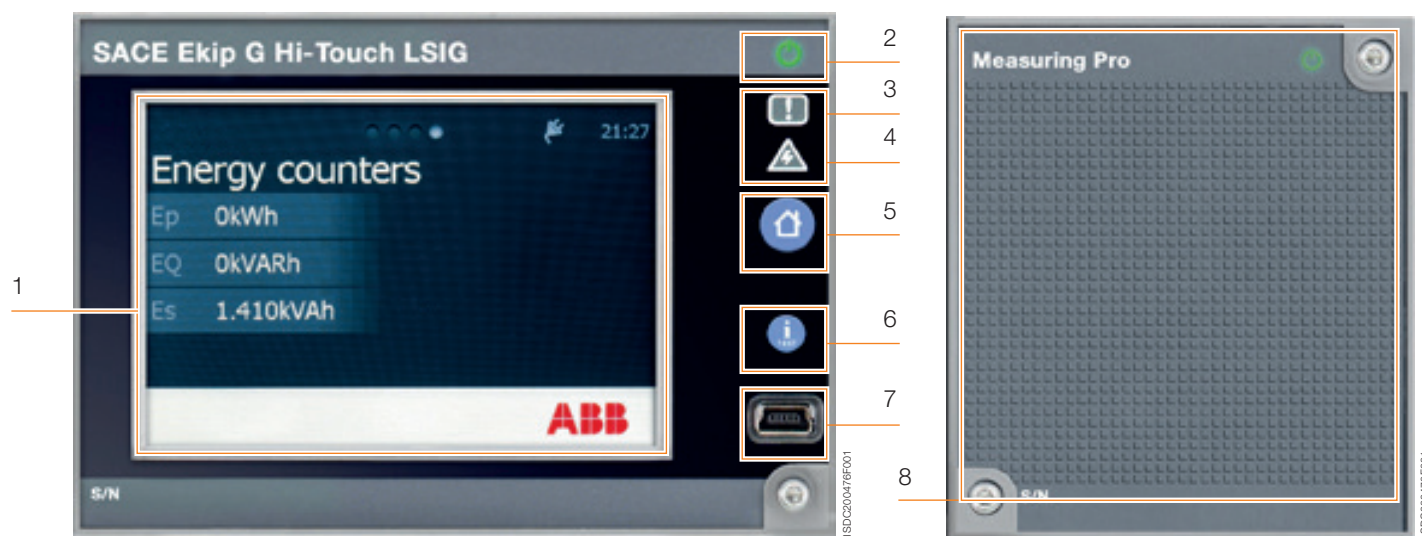 SACE Ekip G Hi-Touch LSIG
21:27
Energy counters
Ep 0kWh
EQ 0kVARh
Es 1.410kVAh
ABB
S/N
1SDC200476F001
1
2
3
4
5
6
7
8
Measuring Pro
S/N